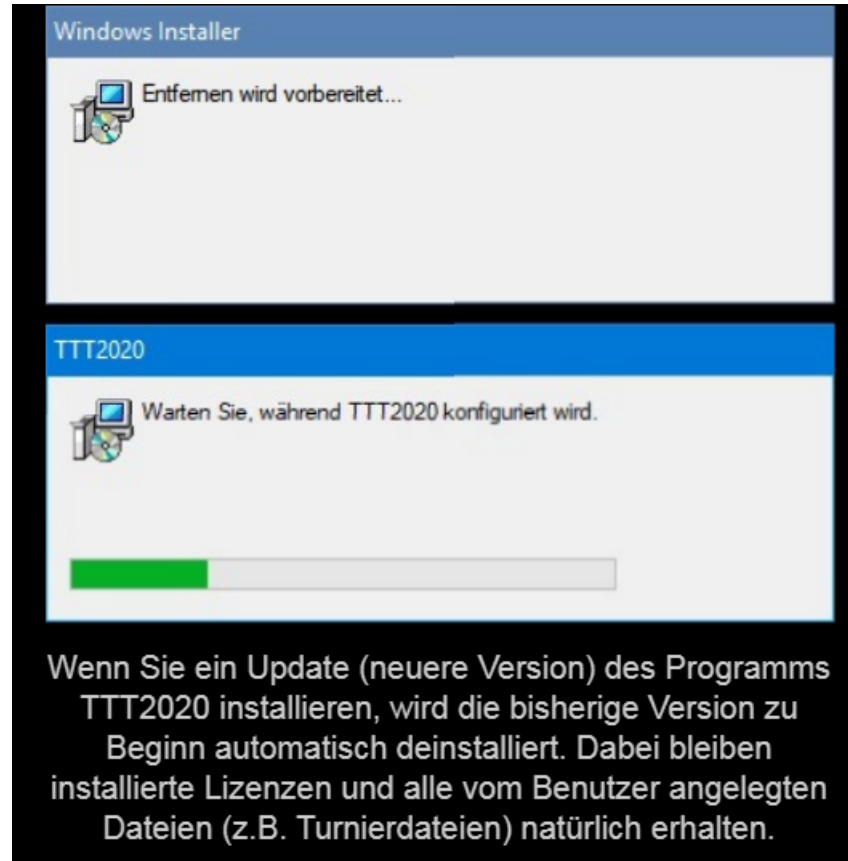 Windows Installer
Entfernen wird vorbereitet...
TTT2020
Warten Sie, während TTT2020 konfiguriert wird.
Wenn Sie ein Update (neuere Version) des Programms
TTT2020 installieren, wird die bisherige Version zu
Beginn automatisch deinstalliert. Dabei bleiben
installierte Lizenzen und alle vom Benutzer angelegten
Dateien (z.B. Turnierdateien) natürlich erhalten.